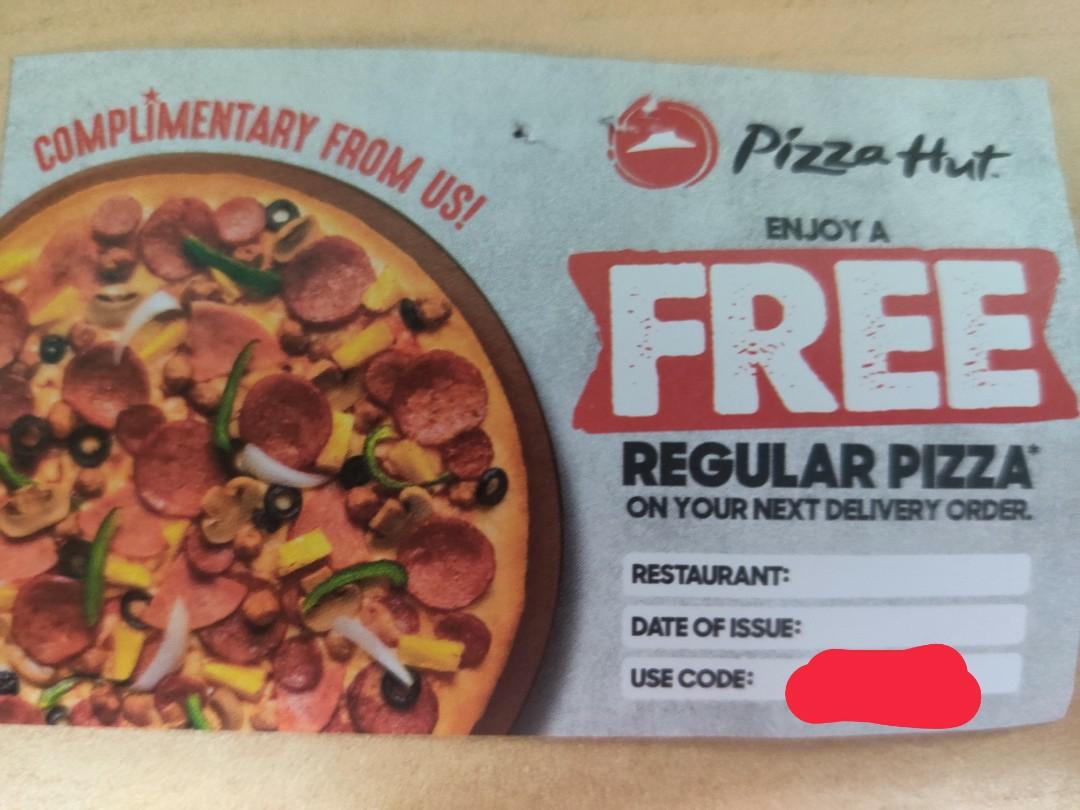 COMPLIMENTARY FROM US!
Pizza Hut
ENJOY A
FREE
REGULAR PIZZA*
ON YOUR NEXT DELIVERY ORDER.
RESTAURANT:
DATE OF ISSUE:
USE CODE: